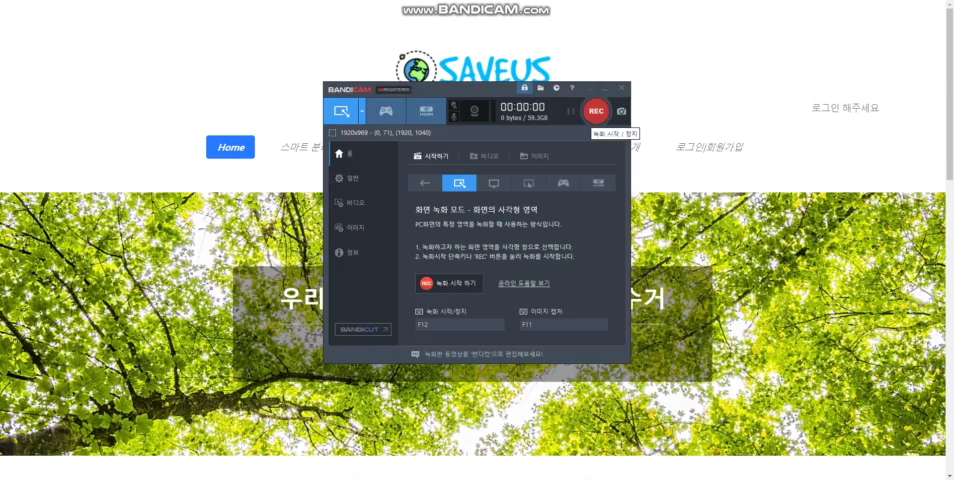 www.BANDICAM.com
SAVEUS
BANDICAM UNREGISTERED
00:00:00
0 bytes / 59.3GB
REC
로그인 해주세요
녹화 시작 / 정지
1920x969 - (0, 71), (1920, 1040)
Home
스마트 분
개
로그인|회원가입
홈
시작하기
비디오
이미지
일반
비디오
이미지
정보
화면 녹화 모드 - 화면의 사각형 영역
PC화면의 특정 영역을 녹화할 때 사용하는 방식입니다.
1. 녹화하고자 하는 화면 영역을 사각형 창으로 선택합니다.
2. 녹화시작 단축키나 'REC' 버튼을 눌러 녹화를 시작합니다.
REC 녹화 시작 하기
온라인 도움말 보기
우리
수거
녹화 시작/정지
이미지 캡처
F12
F11
BANDICUT
녹화한 동영상을 '반디컷'으로 편집해보세요!